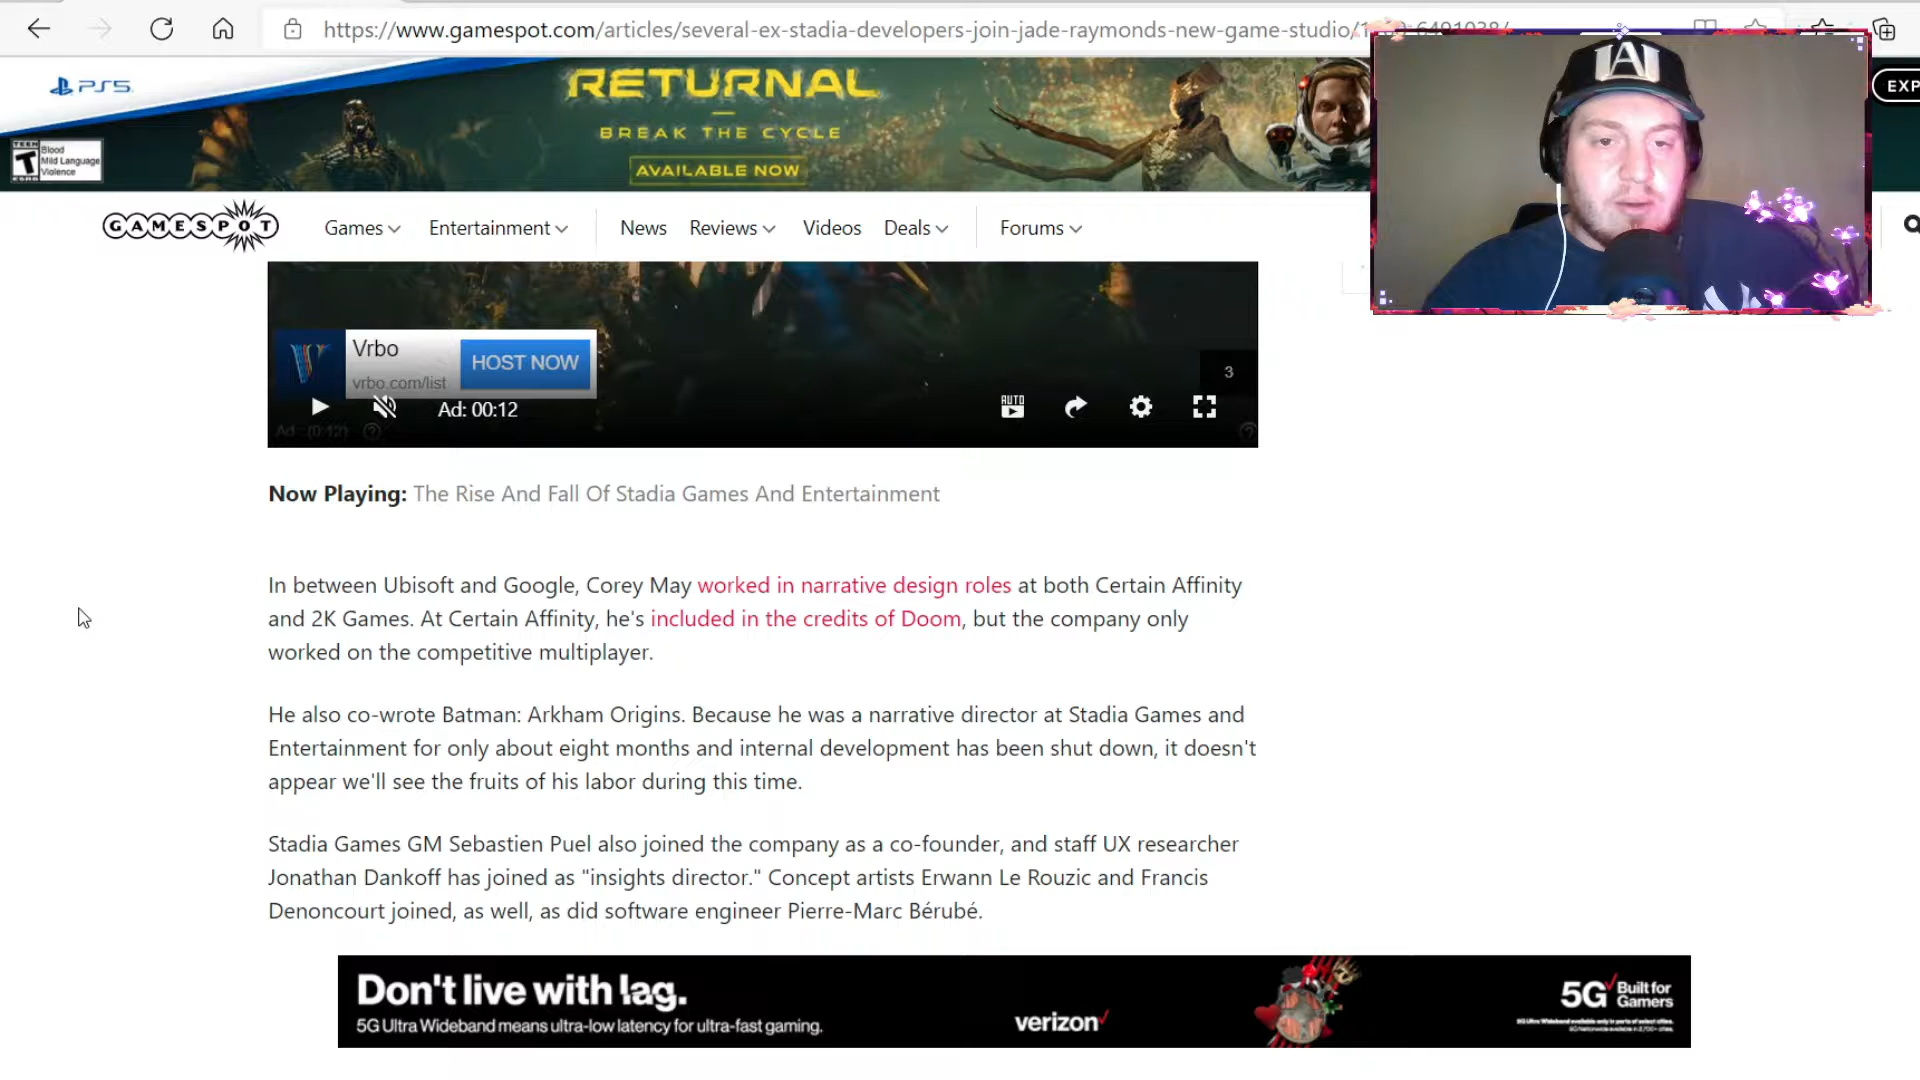 https://www.gamespot.com/articles/several-ex-stadia-developers-join-jade-raymonds-new-game-studio/
PS5
RETURNAL
BREAK THE CYCLE
AVAILABLE NOW
TEEN
T
ESRB
Blood
Mild Language
Violence
EXP
GAMESPOT
Games Entertainment News Reviews Videos Deals Forums
Vrbo
vrbo.com/list
HOST NOW
3
AUTO
Ad: 00:12
Ad (0:12)
Now Playing: The Rise And Fall Of Stadia Games And Entertainment
In between Ubisoft and Google, Corey May worked in narrative design roles at both Certain Affinity
and 2K Games. At Certain Affinity, he's included in the credits of Doom, but the company only
worked on the competitive multiplayer.
He also co-wrote Batman: Arkham Origins. Because he was a narrative director at Stadia Games and
Entertainment for only about eight months and internal development has been shut down, it doesn't
appear we'll see the fruits of his labor during this time.
Stadia Games GM Sebastien Puel also joined the company as a co-founder, and staff UX researcher
Jonathan Dankoff has joined as "insights director." Concept artists Erwann Le Rouzic and Francis
Denoncourt joined, as well, as did software engineer Pierre-Marc Bérubé.
Don't live with lag.
5G Ultra Wideband means ultra-low latency for ultra-fast gaming.
verizon
5G Built for
Gamers